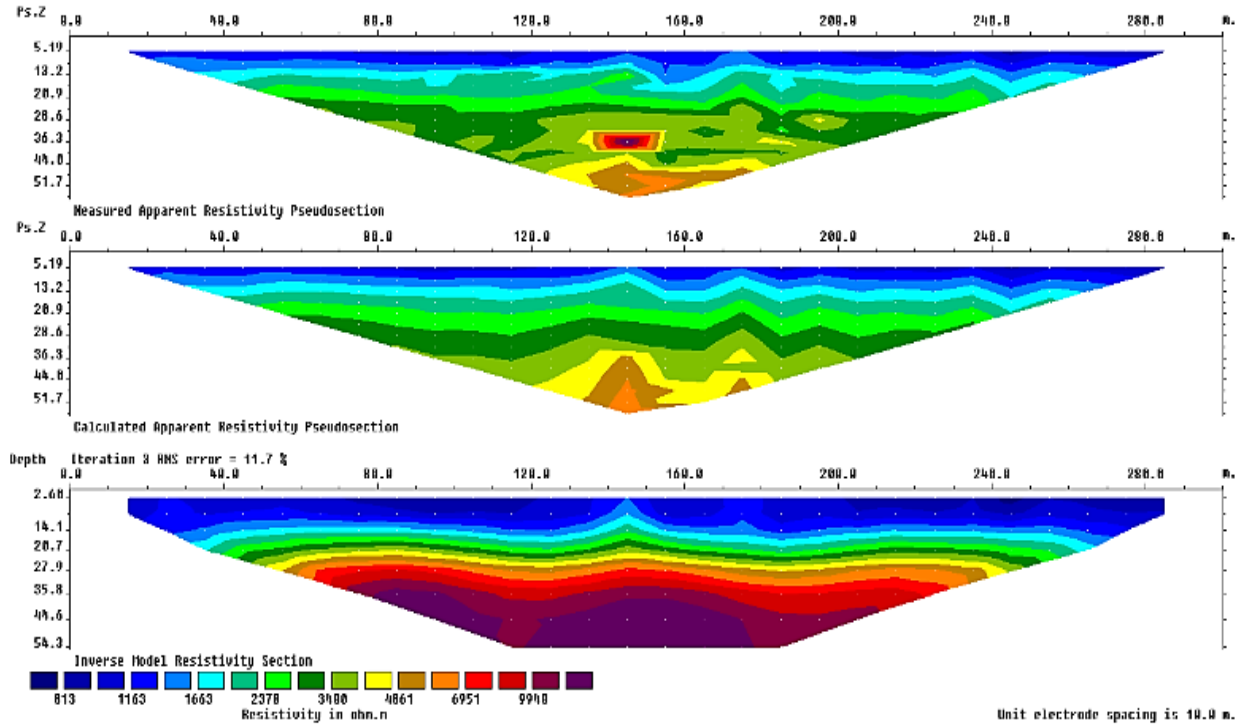 Ps.Z 0.0 40.0 80.0 120.0 160.0 200.0 240.0 280.0 m.
5.19
13.2
20.9
28.6
36.3
44.0
51.7
Measured Apparent Resistivity Pseudosection
Ps.Z 0.0 40.0 80.0 120.0 160.0 200.0 240.0 280.0 m.
5.19
13.2
20.9
28.6
36.3
44.0
51.7
Calculated Apparent Resistivity Pseudosection
Depth Iteration 3 RMS error = 11.7 %
0.0 40.0 80.0 120.0 160.0 200.0 240.0 280.0 m.
14.1
20.7
27.9
35.8
44.6
54.3
Inverse Model Resistivity Section
813 1163 1663 2378 3400 4861 6951 9940
Resistivity in ohm.m
Unit electrode spacing is 10.0 m.